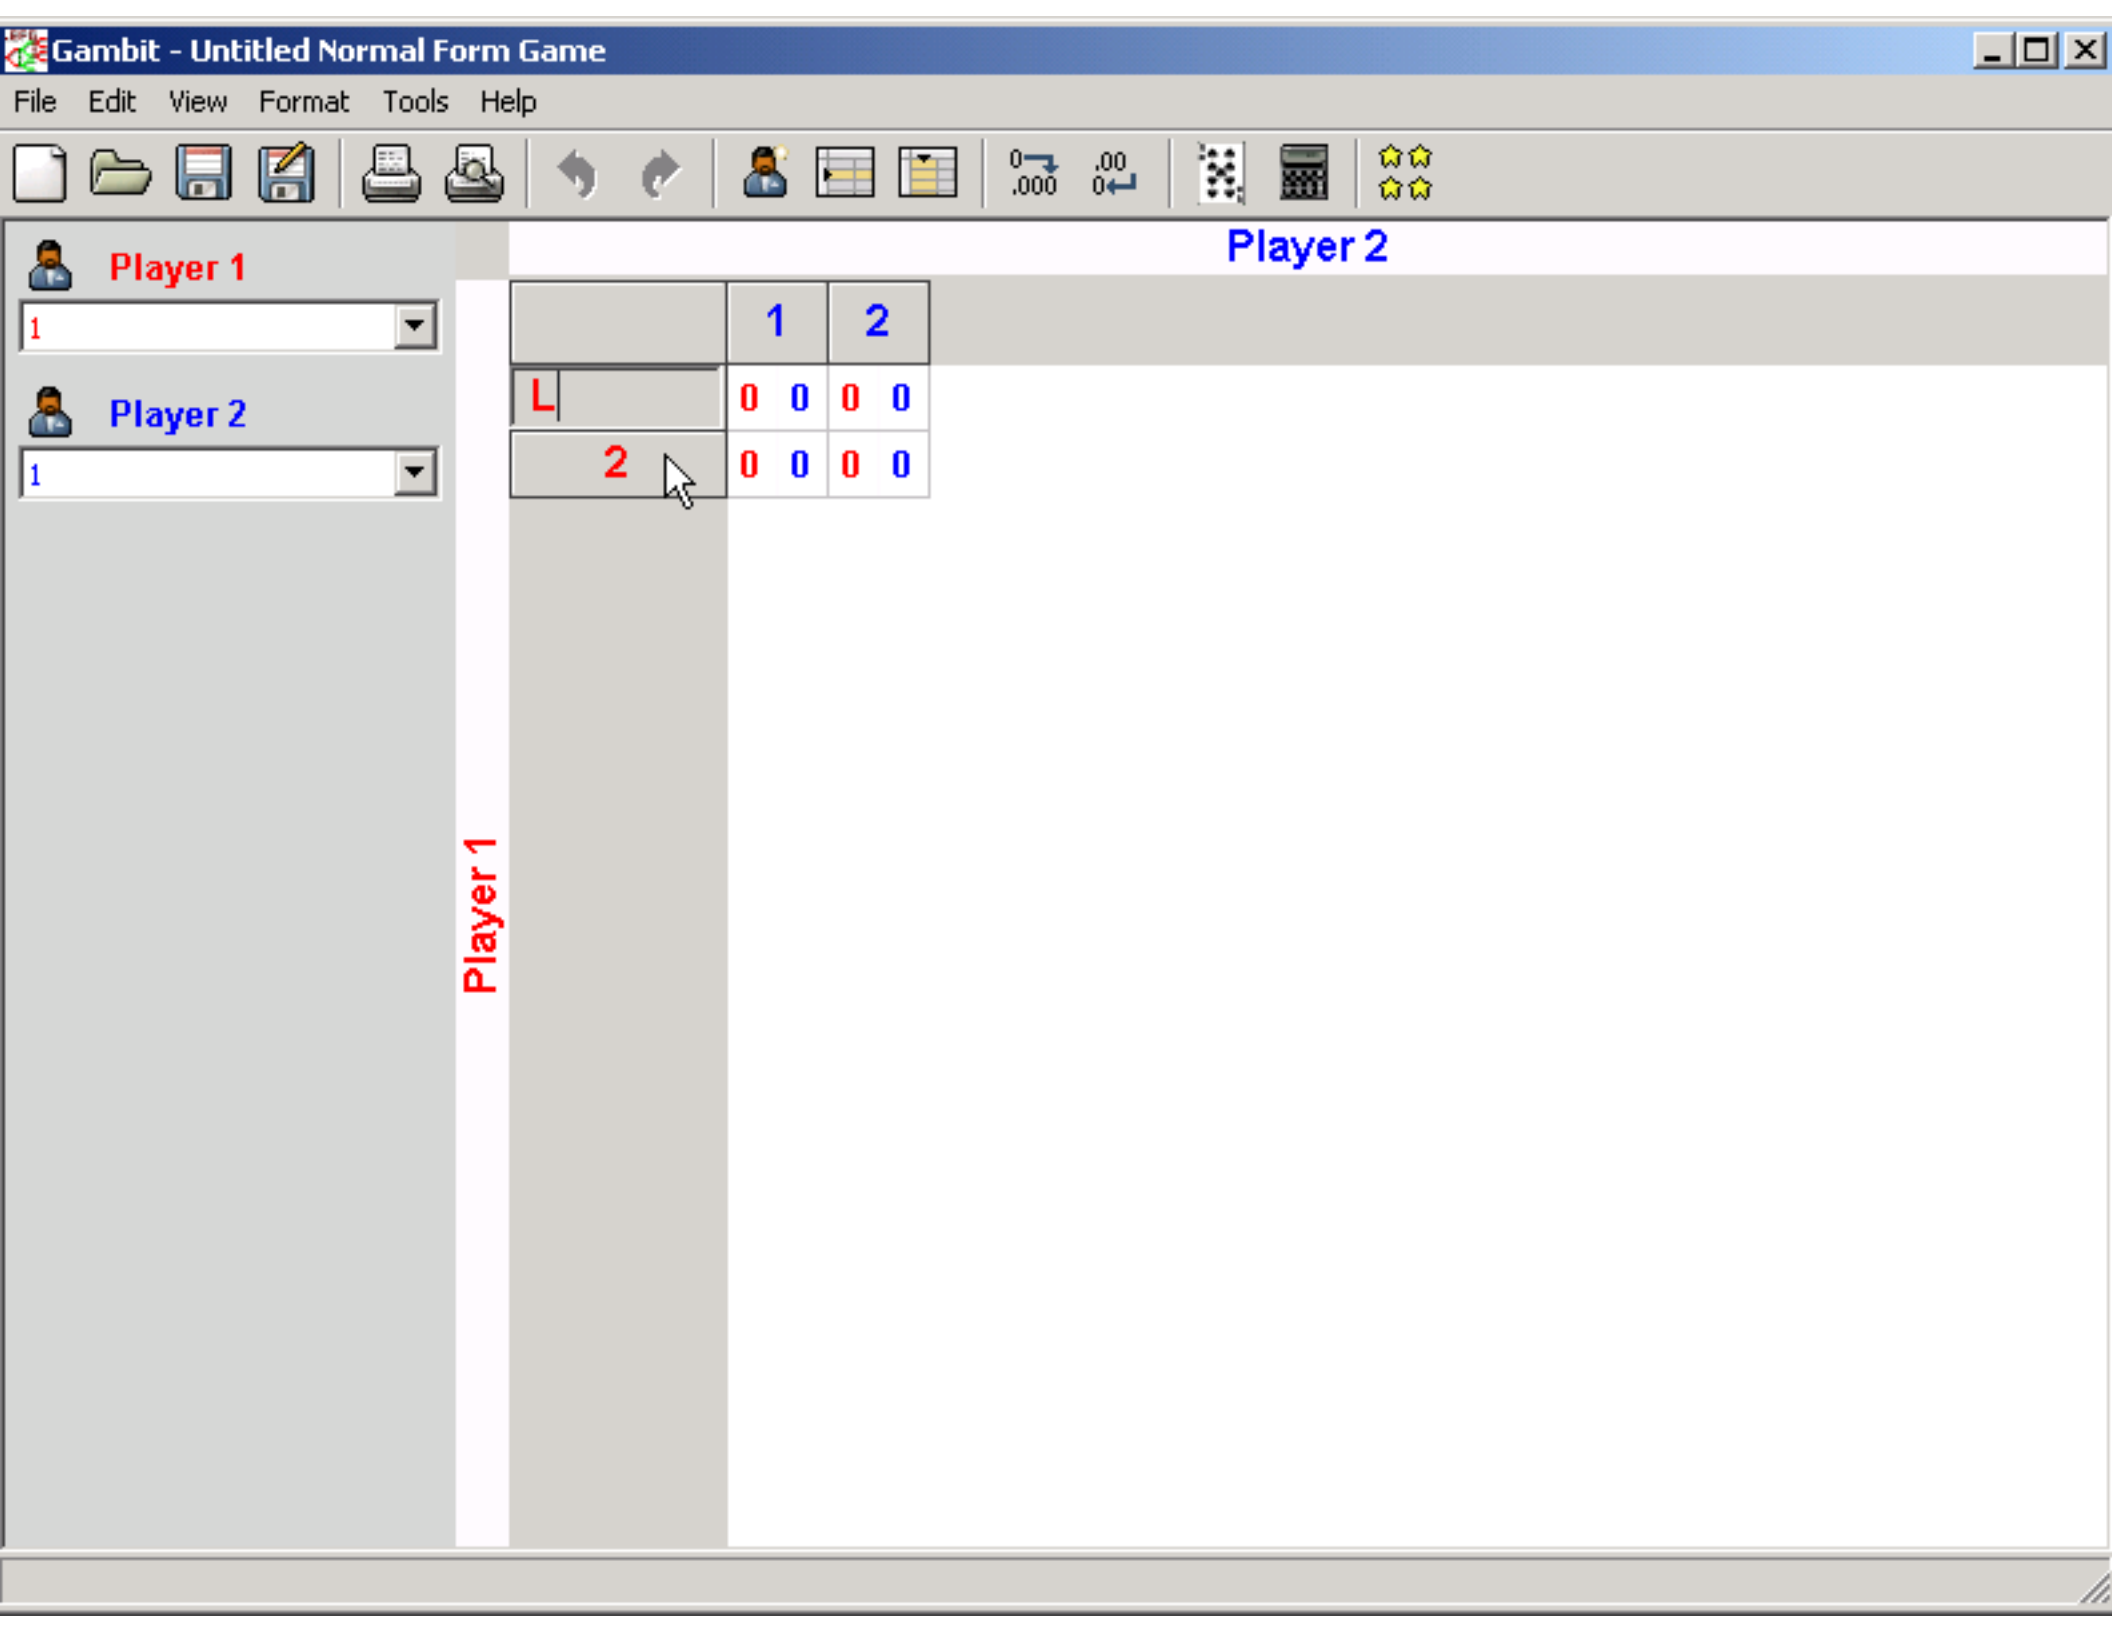 Gambit - Untitled Normal Form Game
File Edit View Format Tools Help
0 .000 .00 0
Player 1
1
Player 2
1
Player 2
Player 1
1 2
L 0 0 0 0
2 0 0 0 0